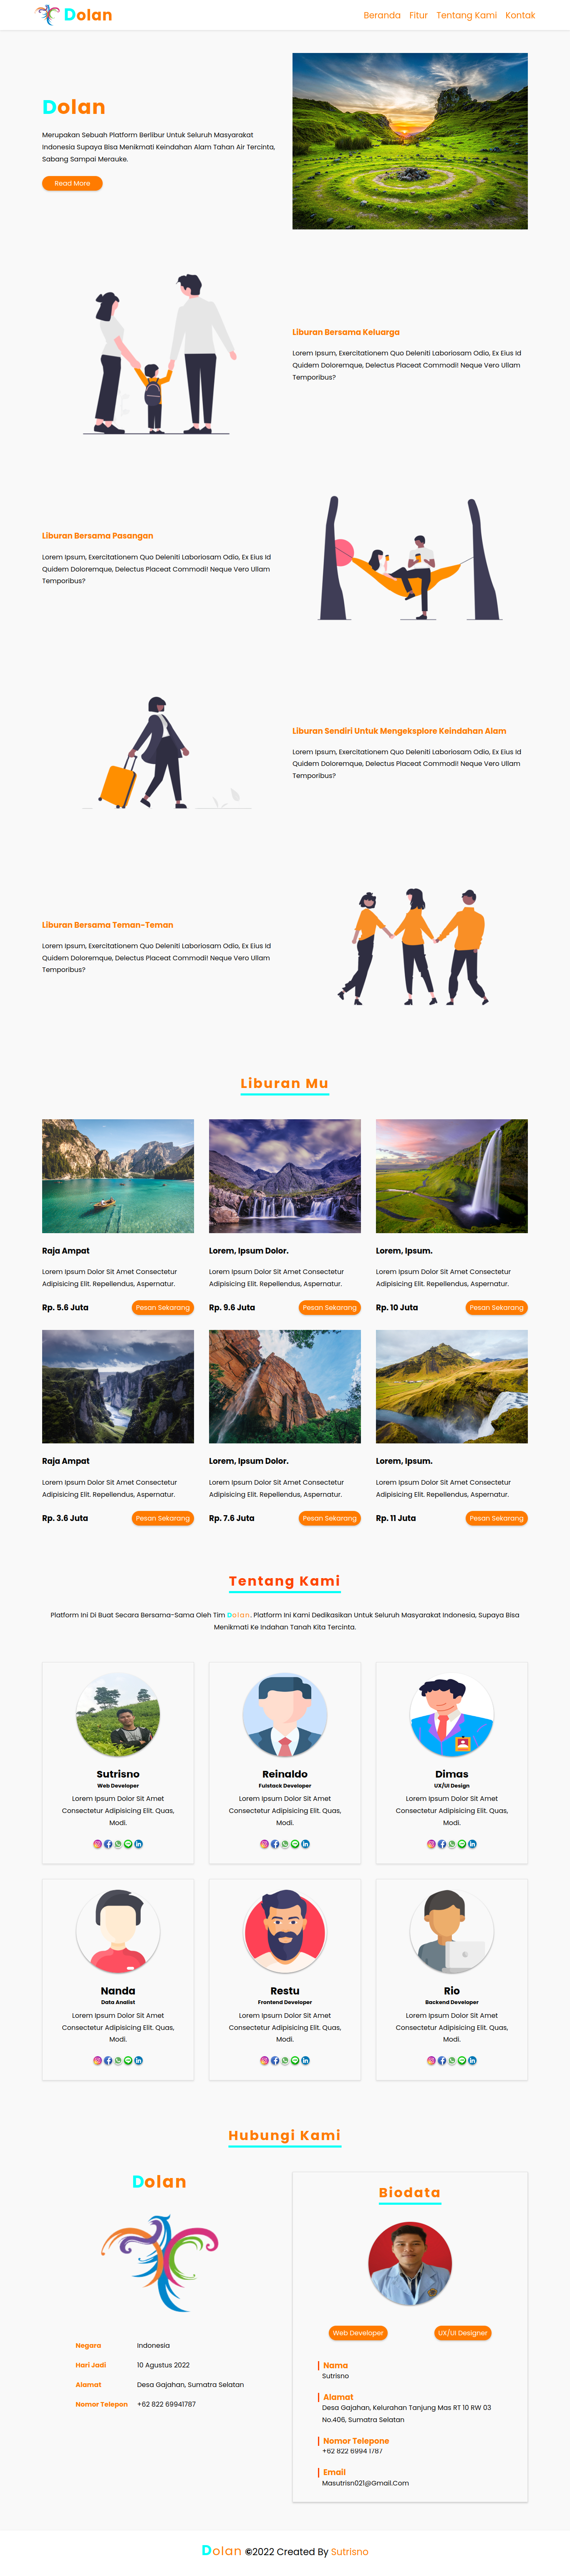 Dolan
Beranda Fitur Tentang Kami Kontak
Dolan
Merupakan Sebuah Platform Berlibur Untuk Seluruh Masyarakat
Indonesia Supaya Bisa Menikmati Keindahan Alam Tahan Air Tercinta,
Sabang Sampai Merauke.
Read More
Liburan Bersama Keluarga
Lorem Ipsum, Exercitationem Quo Deleniti Laboriosam Odio, Ex Eius Id
Quidem Doloremque, Delectus Placeat Commodi! Neque Vero Ullam
Temporibus?
Liburan Bersama Pasangan
Lorem Ipsum, Exercitationem Quo Deleniti Laboriosam Odio, Ex Eius Id
Quidem Doloremque, Delectus Placeat Commodi! Neque Vero Ullam
Temporibus?
Liburan Sendiri Untuk Mengeksplore Keindahan Alam
Lorem Ipsum, Exercitationem Quo Deleniti Laboriosam Odio, Ex Eius Id
Quidem Doloremque, Delectus Placeat Commodi! Neque Vero Ullam
Temporibus?
Liburan Bersama Teman-Teman
Lorem Ipsum, Exercitationem Quo Deleniti Laboriosam Odio, Ex Eius Id
Quidem Doloremque, Delectus Placeat Commodi! Neque Vero Ullam
Temporibus?
Liburan Mu
Raja Ampat
Lorem Ipsum Dolor Sit Amet Consectetur
Adipisicing Elit. Repellendus, Aspernatur.
Rp. 5.6 Juta Pesan Sekarang
Lorem, Ipsum Dolor.
Lorem Ipsum Dolor Sit Amet Consectetur
Adipisicing Elit. Repellendus, Aspernatur.
Rp. 9.6 Juta Pesan Sekarang
Lorem, Ipsum.
Lorem Ipsum Dolor Sit Amet Consectetur
Adipisicing Elit. Repellendus, Aspernatur.
Rp. 10 Juta Pesan Sekarang
Raja Ampat
Lorem Ipsum Dolor Sit Amet Consectetur
Adipisicing Elit. Repellendus, Aspernatur.
Rp. 3.6 Juta Pesan Sekarang
Lorem, Ipsum Dolor.
Lorem Ipsum Dolor Sit Amet Consectetur
Adipisicing Elit. Repellendus, Aspernatur.
Rp. 7.6 Juta Pesan Sekarang
Lorem, Ipsum.
Lorem Ipsum Dolor Sit Amet Consectetur
Adipisicing Elit. Repellendus, Aspernatur.
Rp. 11 Juta Pesan Sekarang
Tentang Kami
Platform Ini Di Buat Secara Bersama-Sama Oleh Tim Dolan. Platform Ini Kami Dedikasikan Untuk Seluruh Masyarakat Indonesia, Supaya Bisa
Menikmati Ke Indahan Tanah Kita Tercinta.
Sutrisno
Web Developer
Lorem Ipsum Dolor Sit Amet
Consectetur Adipisicing Elit. Quas,
Modi.
Reinaldo
Fulstack Developer
Lorem Ipsum Dolor Sit Amet
Consectetur Adipisicing Elit. Quas,
Modi.
Dimas
UX/UI Design
Lorem Ipsum Dolor Sit Amet
Consectetur Adipisicing Elit. Quas,
Modi.
Nanda
Data Analist
Lorem Ipsum Dolor Sit Amet
Consectetur Adipisicing Elit. Quas,
Modi.
Restu
Frontend Developer
Lorem Ipsum Dolor Sit Amet
Consectetur Adipisicing Elit. Quas,
Modi.
Rio
Backend Developer
Lorem Ipsum Dolor Sit Amet
Consectetur Adipisicing Elit. Quas,
Modi.
Hubungi Kami
Dolan
Negara Indonesia
Hari Jadi 10 Agustus 2022
Alamat Desa Gajahan, Sumatra Selatan
Nomor Telepon +62 822 69941787
Biodata
Web Developer UX/UI Designer
Nama
Sutrisno
Alamat
Desa Gajahan, Kelurahan Tanjung Mas RT 10 RW 03
No.406, Sumatra Selatan
Nomor Telepone
+62 822 6994 1787
Email
Masutrisn021@Gmail.Com
Dolan ©2022 Created By Sutrisno